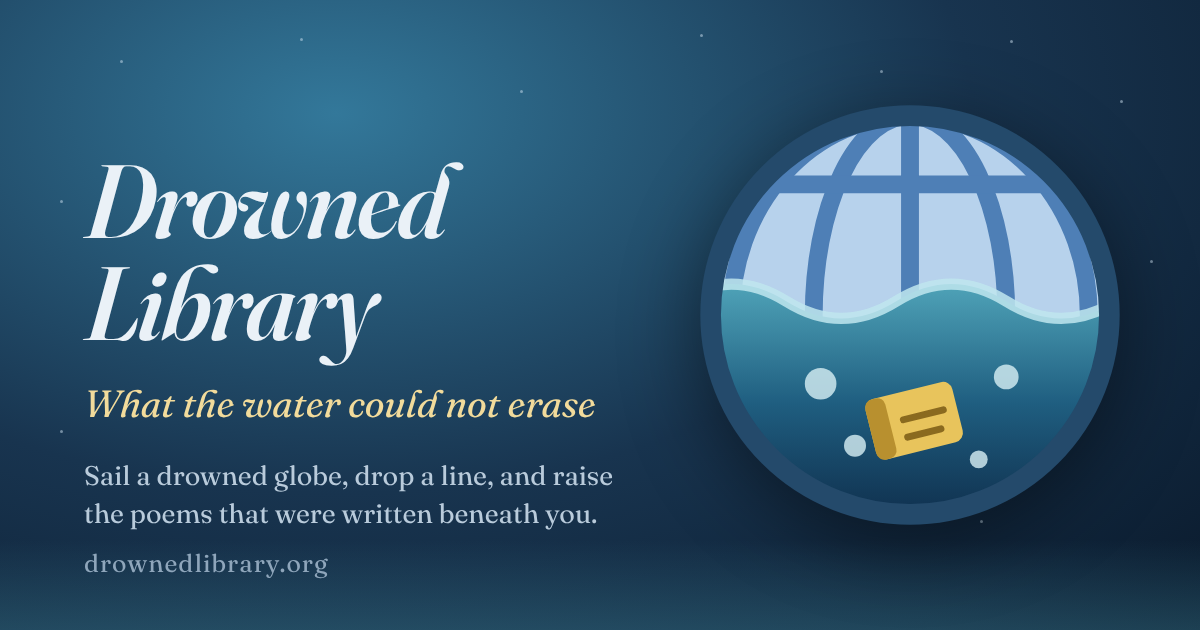 Drowned
Library
What the water could not erase
Sail a drowned globe, drop a line, and raise
the poems that were written beneath you.
drownedlibrary.org